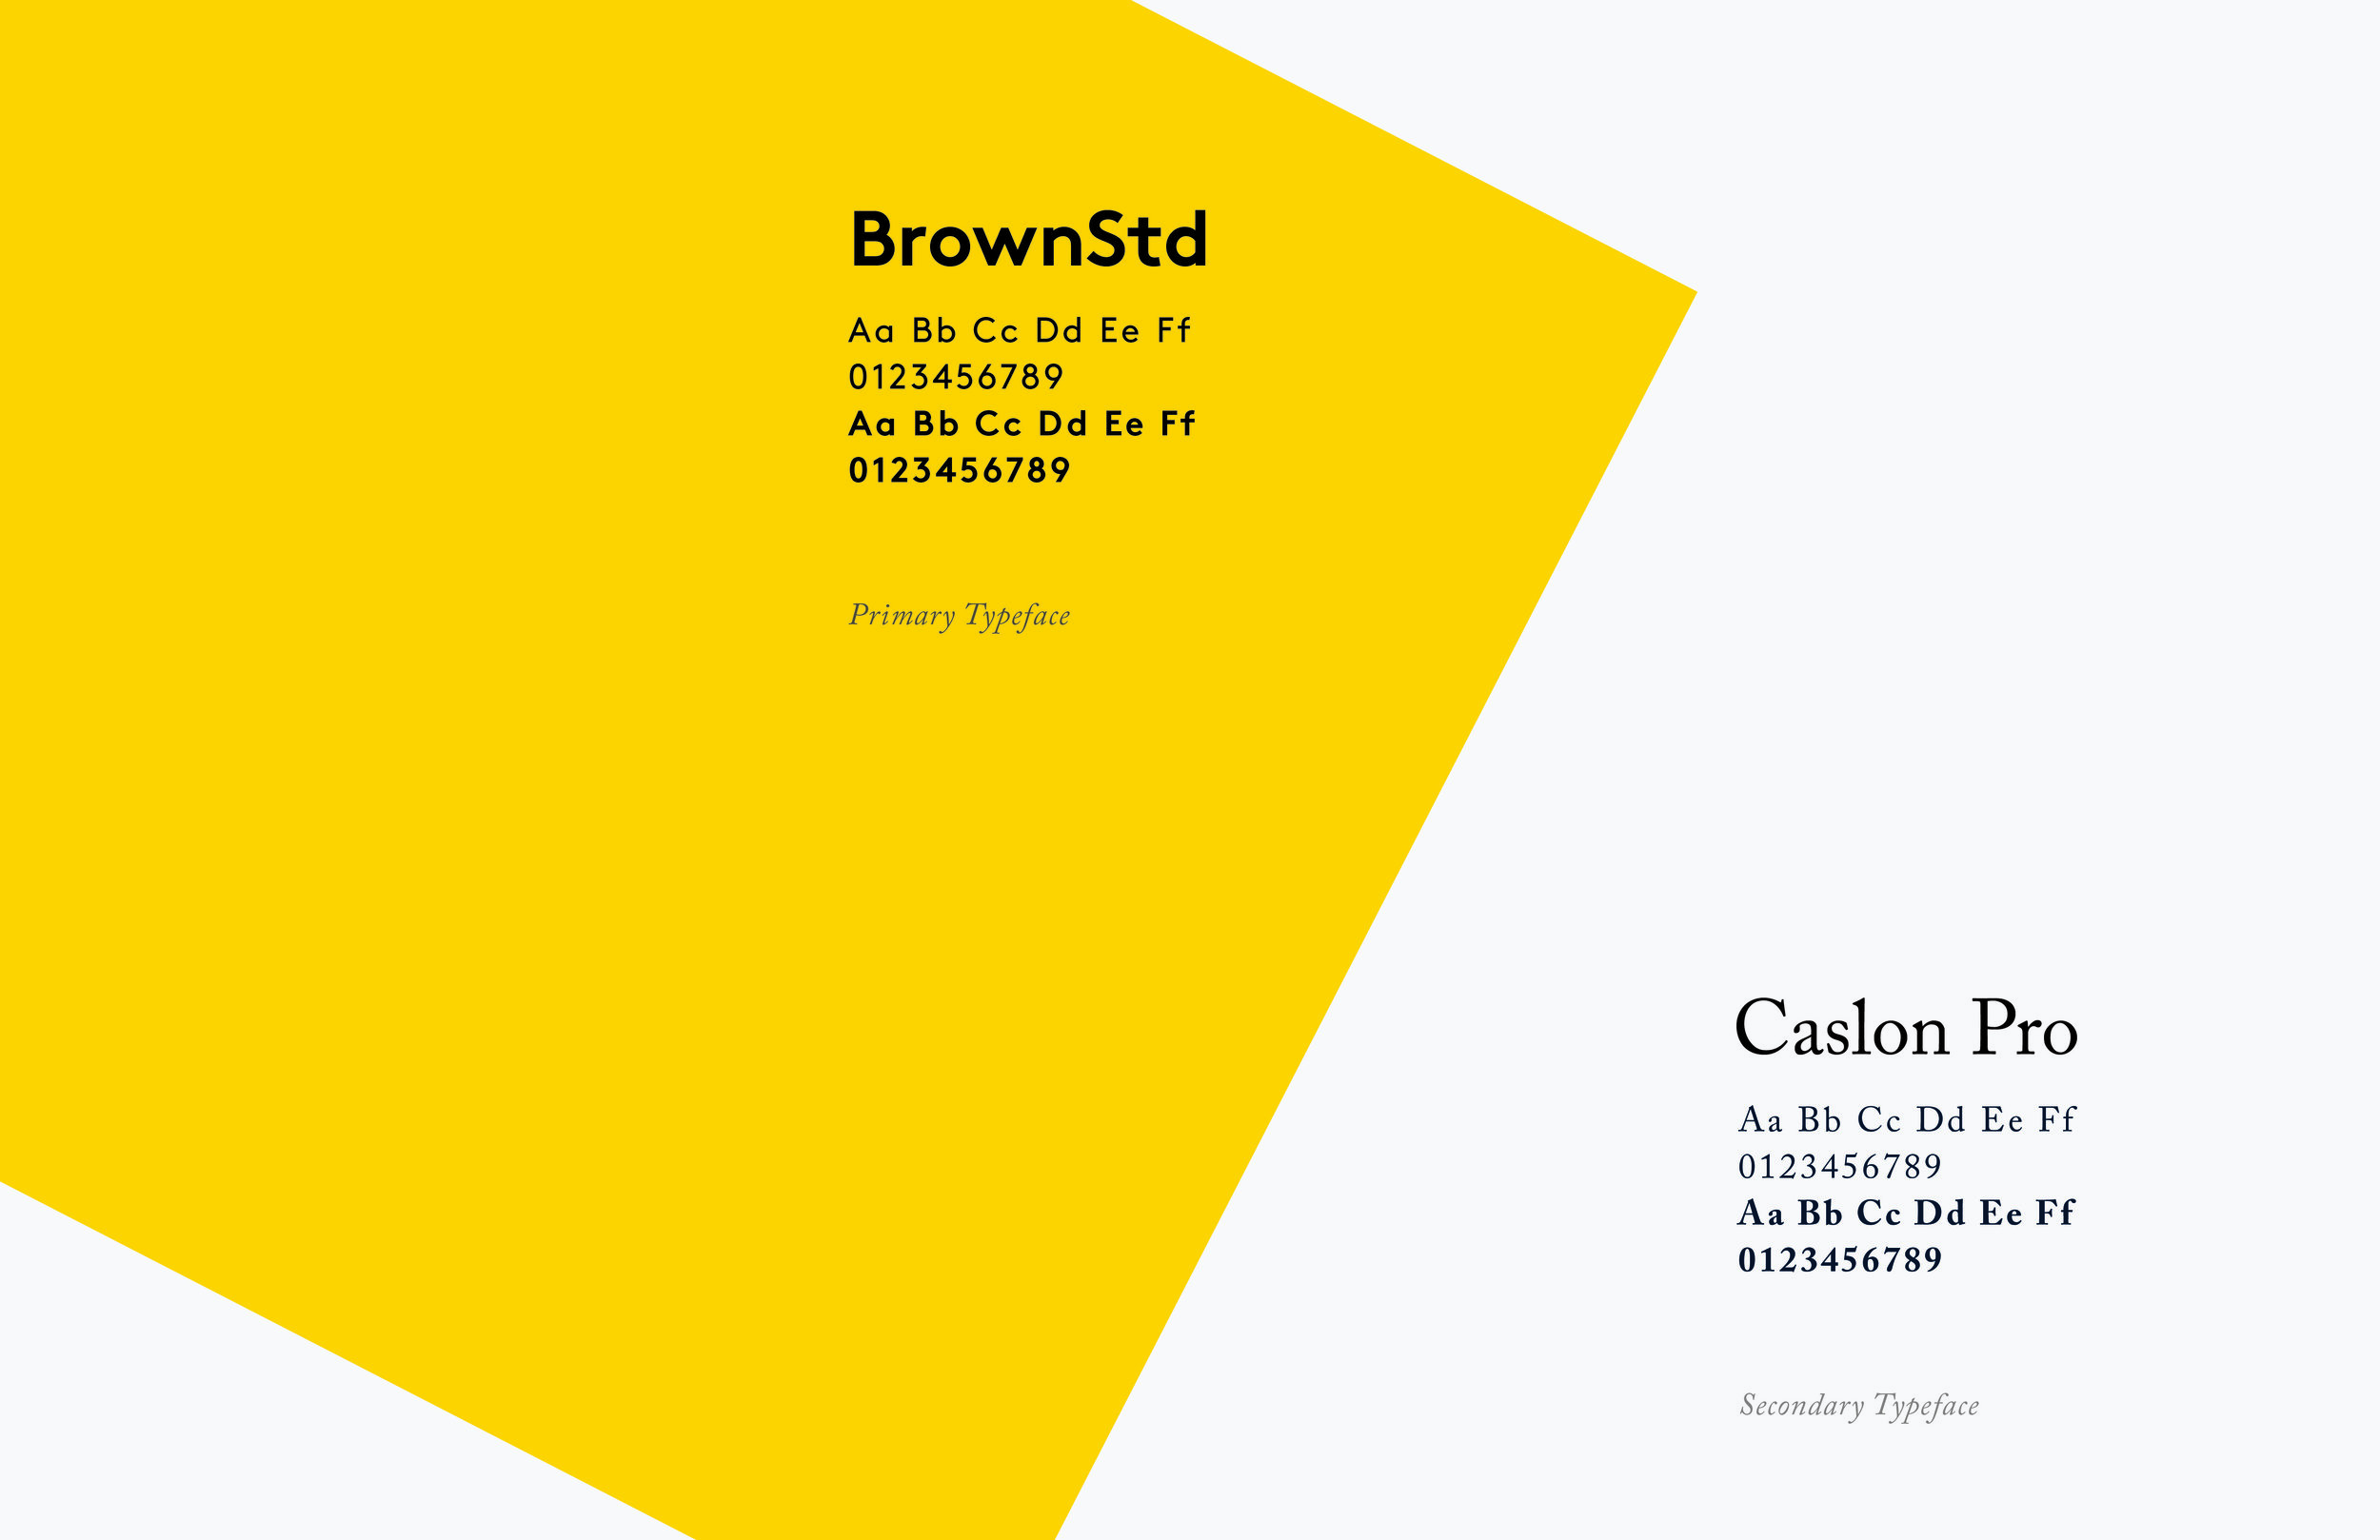 BrownStd
Aa Bb Cc Dd Ee Ff
0123456789
Aa Bb Cc Dd Ee Ff
0123456789
Primary Typeface
Caslon Pro
Aa Bb Cc Dd Ee Ff
0123456789
Aa Bb Cc Dd Ee Ff
0123456789
Secondary Typeface